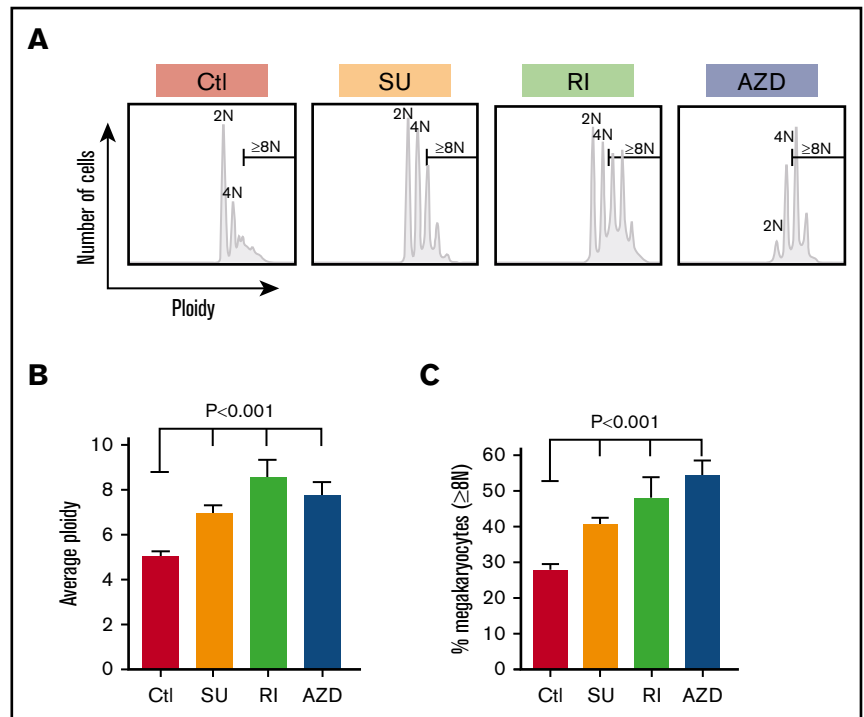 A
Ctl
SU
RI
AZD
2N
4N
≥8N
2N
4N
≥8N
2N
4N
≥8N
2N
4N
≥8N
Number of cells
Ploidy
B
P<0.001
Average ploidy
10
8
6
4
2
0
Ctl SU RI AZD
C
P<0.001
% megakaryocytes (≥8N)
60
50
40
30
20
10
0
Ctl SU RI AZD